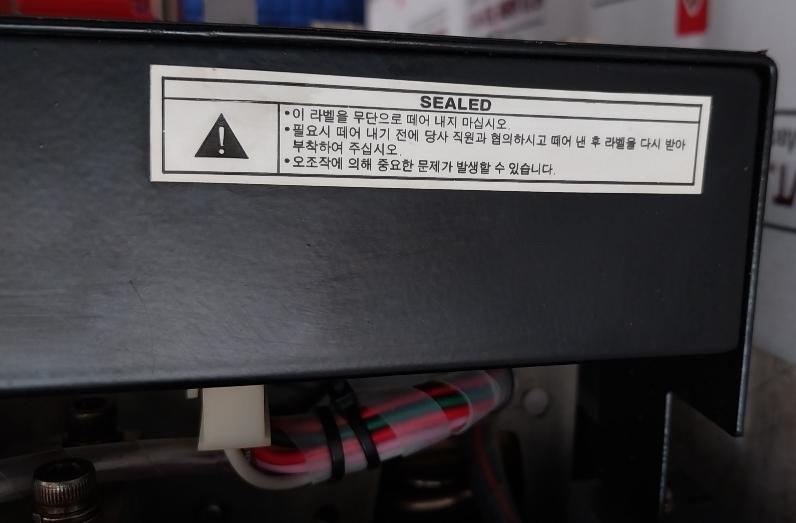 SEALED
•이 라벨을 무단으로 떼어 내지 마십시오.
•필요시 떼어 내기 전에 당사 직원과 협의하시고 떼어 낸 후 라벨을 다시 받아
부착하여 주십시오.
•오조작에 의해 중요한 문제가 발생할 수 있습니다.